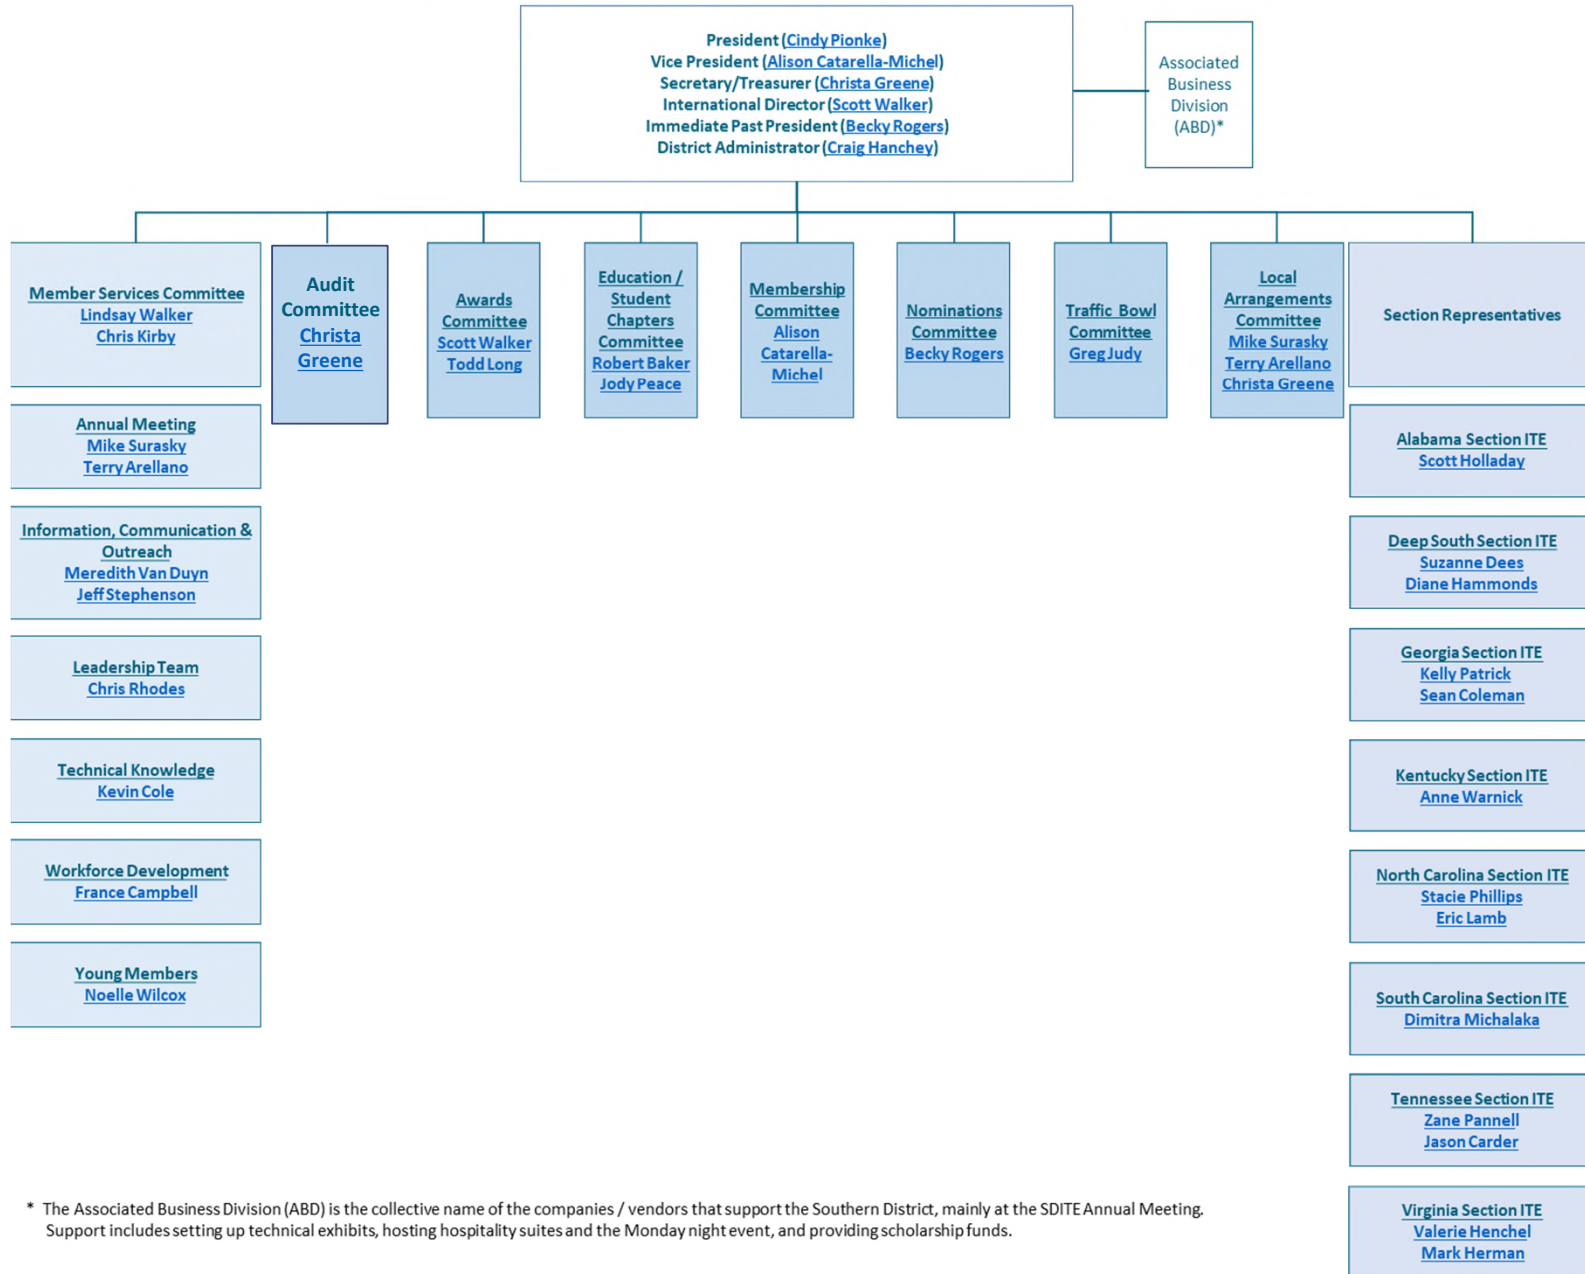 President (Cindy Pionke)
Vice President (Alison Catarella-Michel)
Secretary/Treasurer (Christa Greene)
International Director (Scott Walker)
Immediate Past President (Becky Rogers)
District Administrator (Craig Hanchey)
Associated
Business
Division
(ABD)*
Member Services Committee
Lindsay Walker
Chris Kirby
Audit
Committee
Christa
Greene
Awards
Committee
Scott Walker
Todd Long
Education /
Student
Chapters
Committee
Robert Baker
Jody Peace
Membership
Committee
Alison
Catarella-
Michel
Nominations
Committee
Becky Rogers
Traffic Bowl
Committee
Greg Judy
Local
Arrangements
Committee
Mike Surasky
Terry Arellano
Christa Greene
Section Representatives
Annual Meeting
Mike Surasky
Terry Arellano
Information, Communication &
Outreach
Meredith Van Duyn
Jeff Stephenson
Leadership Team
Chris Rhodes
Technical Knowledge
Kevin Cole
Workforce Development
France Campbell
Young Members
Noelle Wilcox
Alabama Section ITE
Scott Holladay
Deep South Section ITE
Suzanne Dees
Diane Hammonds
Georgia Section ITE
Kelly Patrick
Sean Coleman
Kentucky Section ITE
Anne Warnick
North Carolina Section ITE
Stacie Phillips
Eric Lamb
South Carolina Section ITE
Dimitra Michalaka
Tennessee Section ITE
Zane Pannell
Jason Carder
Virginia Section ITE
Valerie Henchel
Mark Herman
* The Associated Business Division (ABD) is the collective name of the companies / vendors that support the Southern District, mainly at the SDITE Annual Meeting.
Support includes setting up technical exhibits, hosting hospitality suites and the Monday night event, and providing scholarship funds.